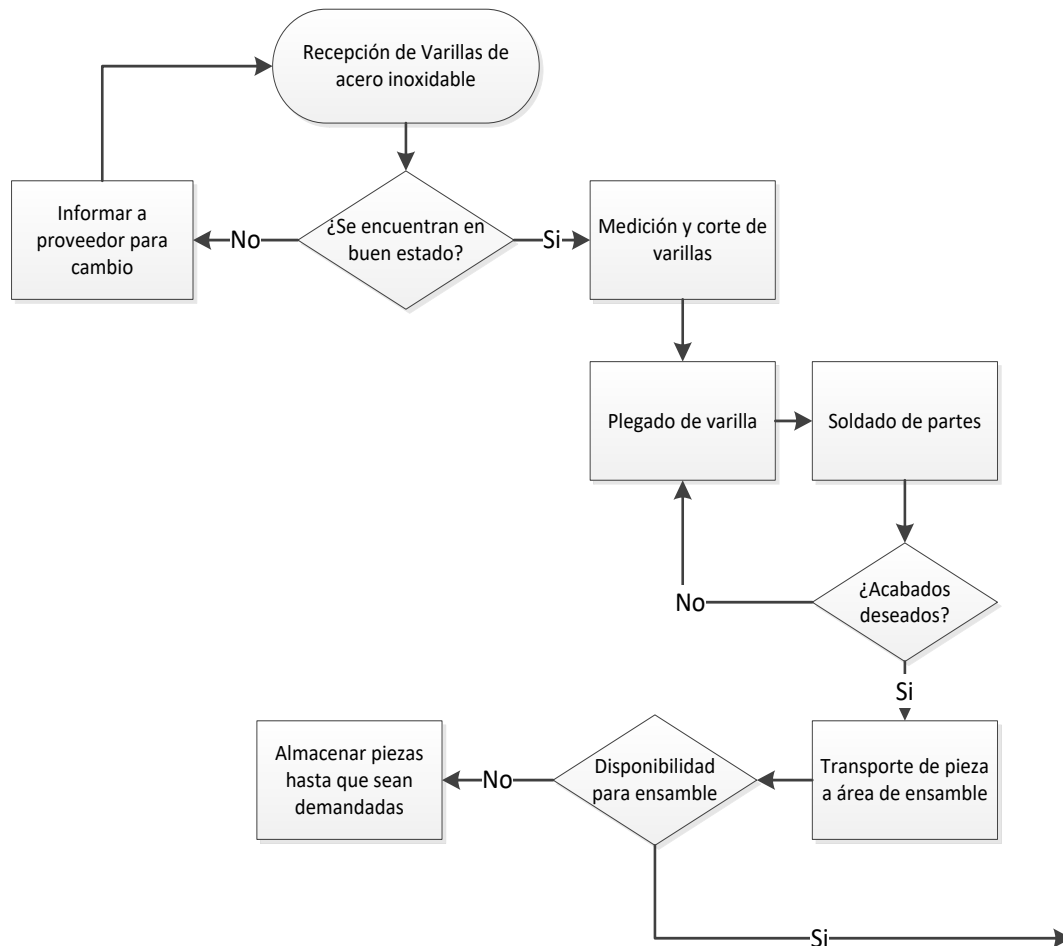 Recepción de Varillas de
acero inoxidable
Informar a
proveedor para
cambio
No
¿Se encuentran en
buen estado?
Si
Medición y corte de
varillas
Plegado de varilla
Soldado de partes
No
¿Acabados
deseados?
Si
Almacenar piezas
hasta que sean
demandadas
No
Disponibilidad
para ensamble
Transporte de pieza
a área de ensamble
Si